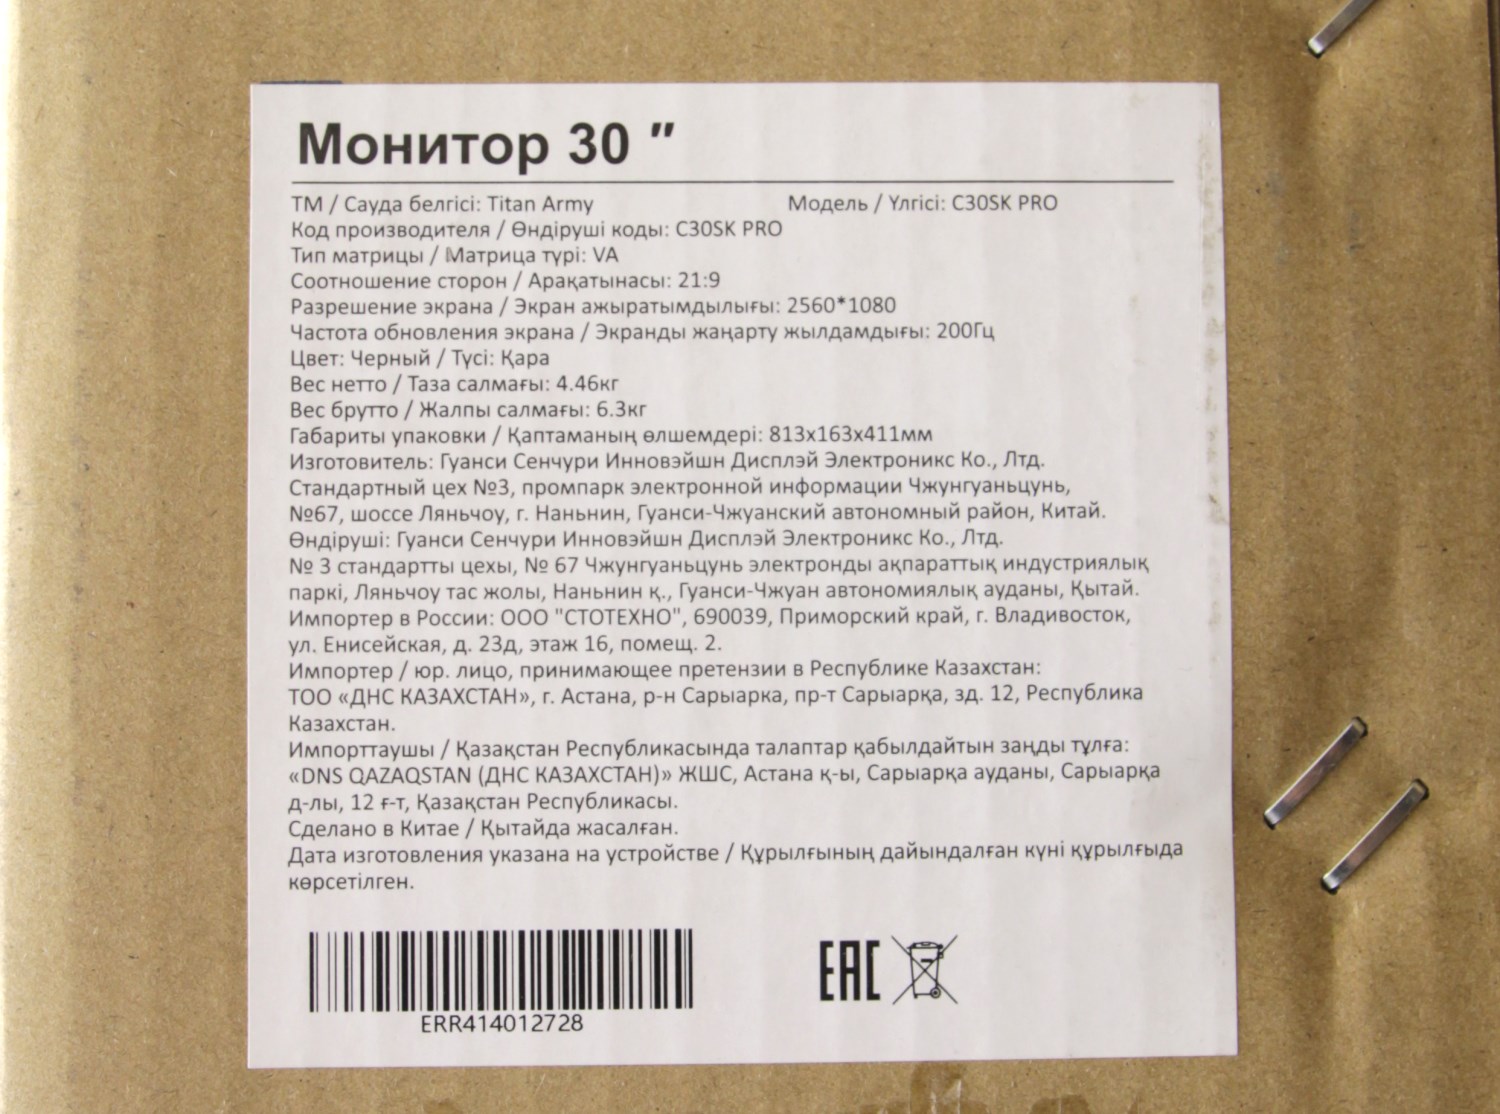 Монитор 30 "
ТМ / Сауда белгісі: Titan Army Модель / Үлгісі: C30SK PRO
Код производителя / Өндіруші коды: C30SK PRO
Тип матрицы / Матрица түрі: VA
Соотношение сторон / Арақатынасы: 21:9
Разрешение экрана / Экран ажыратымдылығы: 2560*1080
Частота обновления экрана / Экранды жаңарту жылдамдығы: 200Гц
Цвет: Черный / Түсі: Қара
Вес нетто / Таза салмағы: 4.46кг
Вес брутто / Жалпы салмағы: 6.3кг
Габариты упаковки / Қаптаманың өлшемдері: 813x163x411мм
Изготовитель: Гуанси Сенчури Инновэйшн Дисплэй Электроникс Ко., Лтд.
Стандартный цех №3, промпарк электронной информации Чжунгуаньцунь,
№67, шоссе Ляньчоу, г. Наньнин, Гуанси-Чжуанский автономный район, Китай.
Өндіруші: Гуанси Сенчури Инновэйшн Дисплэй Электроникс Ко., Лтд.
№ 3 стандартты цехы, № 67 Чжунгуаньцунь электронды ақпараттық индустриялық
паркі, Ляньчоу тас жолы, Наньнин қ., Гуанси-Чжуан автономиялық ауданы, Қытай.
Импортер в России: ООО "СТОТЕХНО", 690039, Приморский край, г. Владивосток,
ул. Енисейская, д. 23д, этаж 16, помещ. 2.
Импортер / юр. лицо, принимающее претензии в Республике Казахстан:
ТОО «ДНС КАЗАХСТАН», г. Астана, р-н Сарыарка, пр-т Сарыарқа, зд. 12, Республика
Казахстан.
Импорттаушы / Қазақстан Республикасында талаптар қабылдайтын заңды тұлға:
«DNS QAZAQSTAN (ДНС КАЗАХСТАН)» ЖШС, Астана қ-ы, Сарыарқа ауданы, Сарыарқа
д-лы, 12 ғ-т, Қазақстан Республикасы.
Сделано в Китае / Қытайда жасалған.
Дата изготовления указана на устройстве / Құрылғының дайындалған күні құрылғыда
көрсетілген.
ERR414012728
EAC